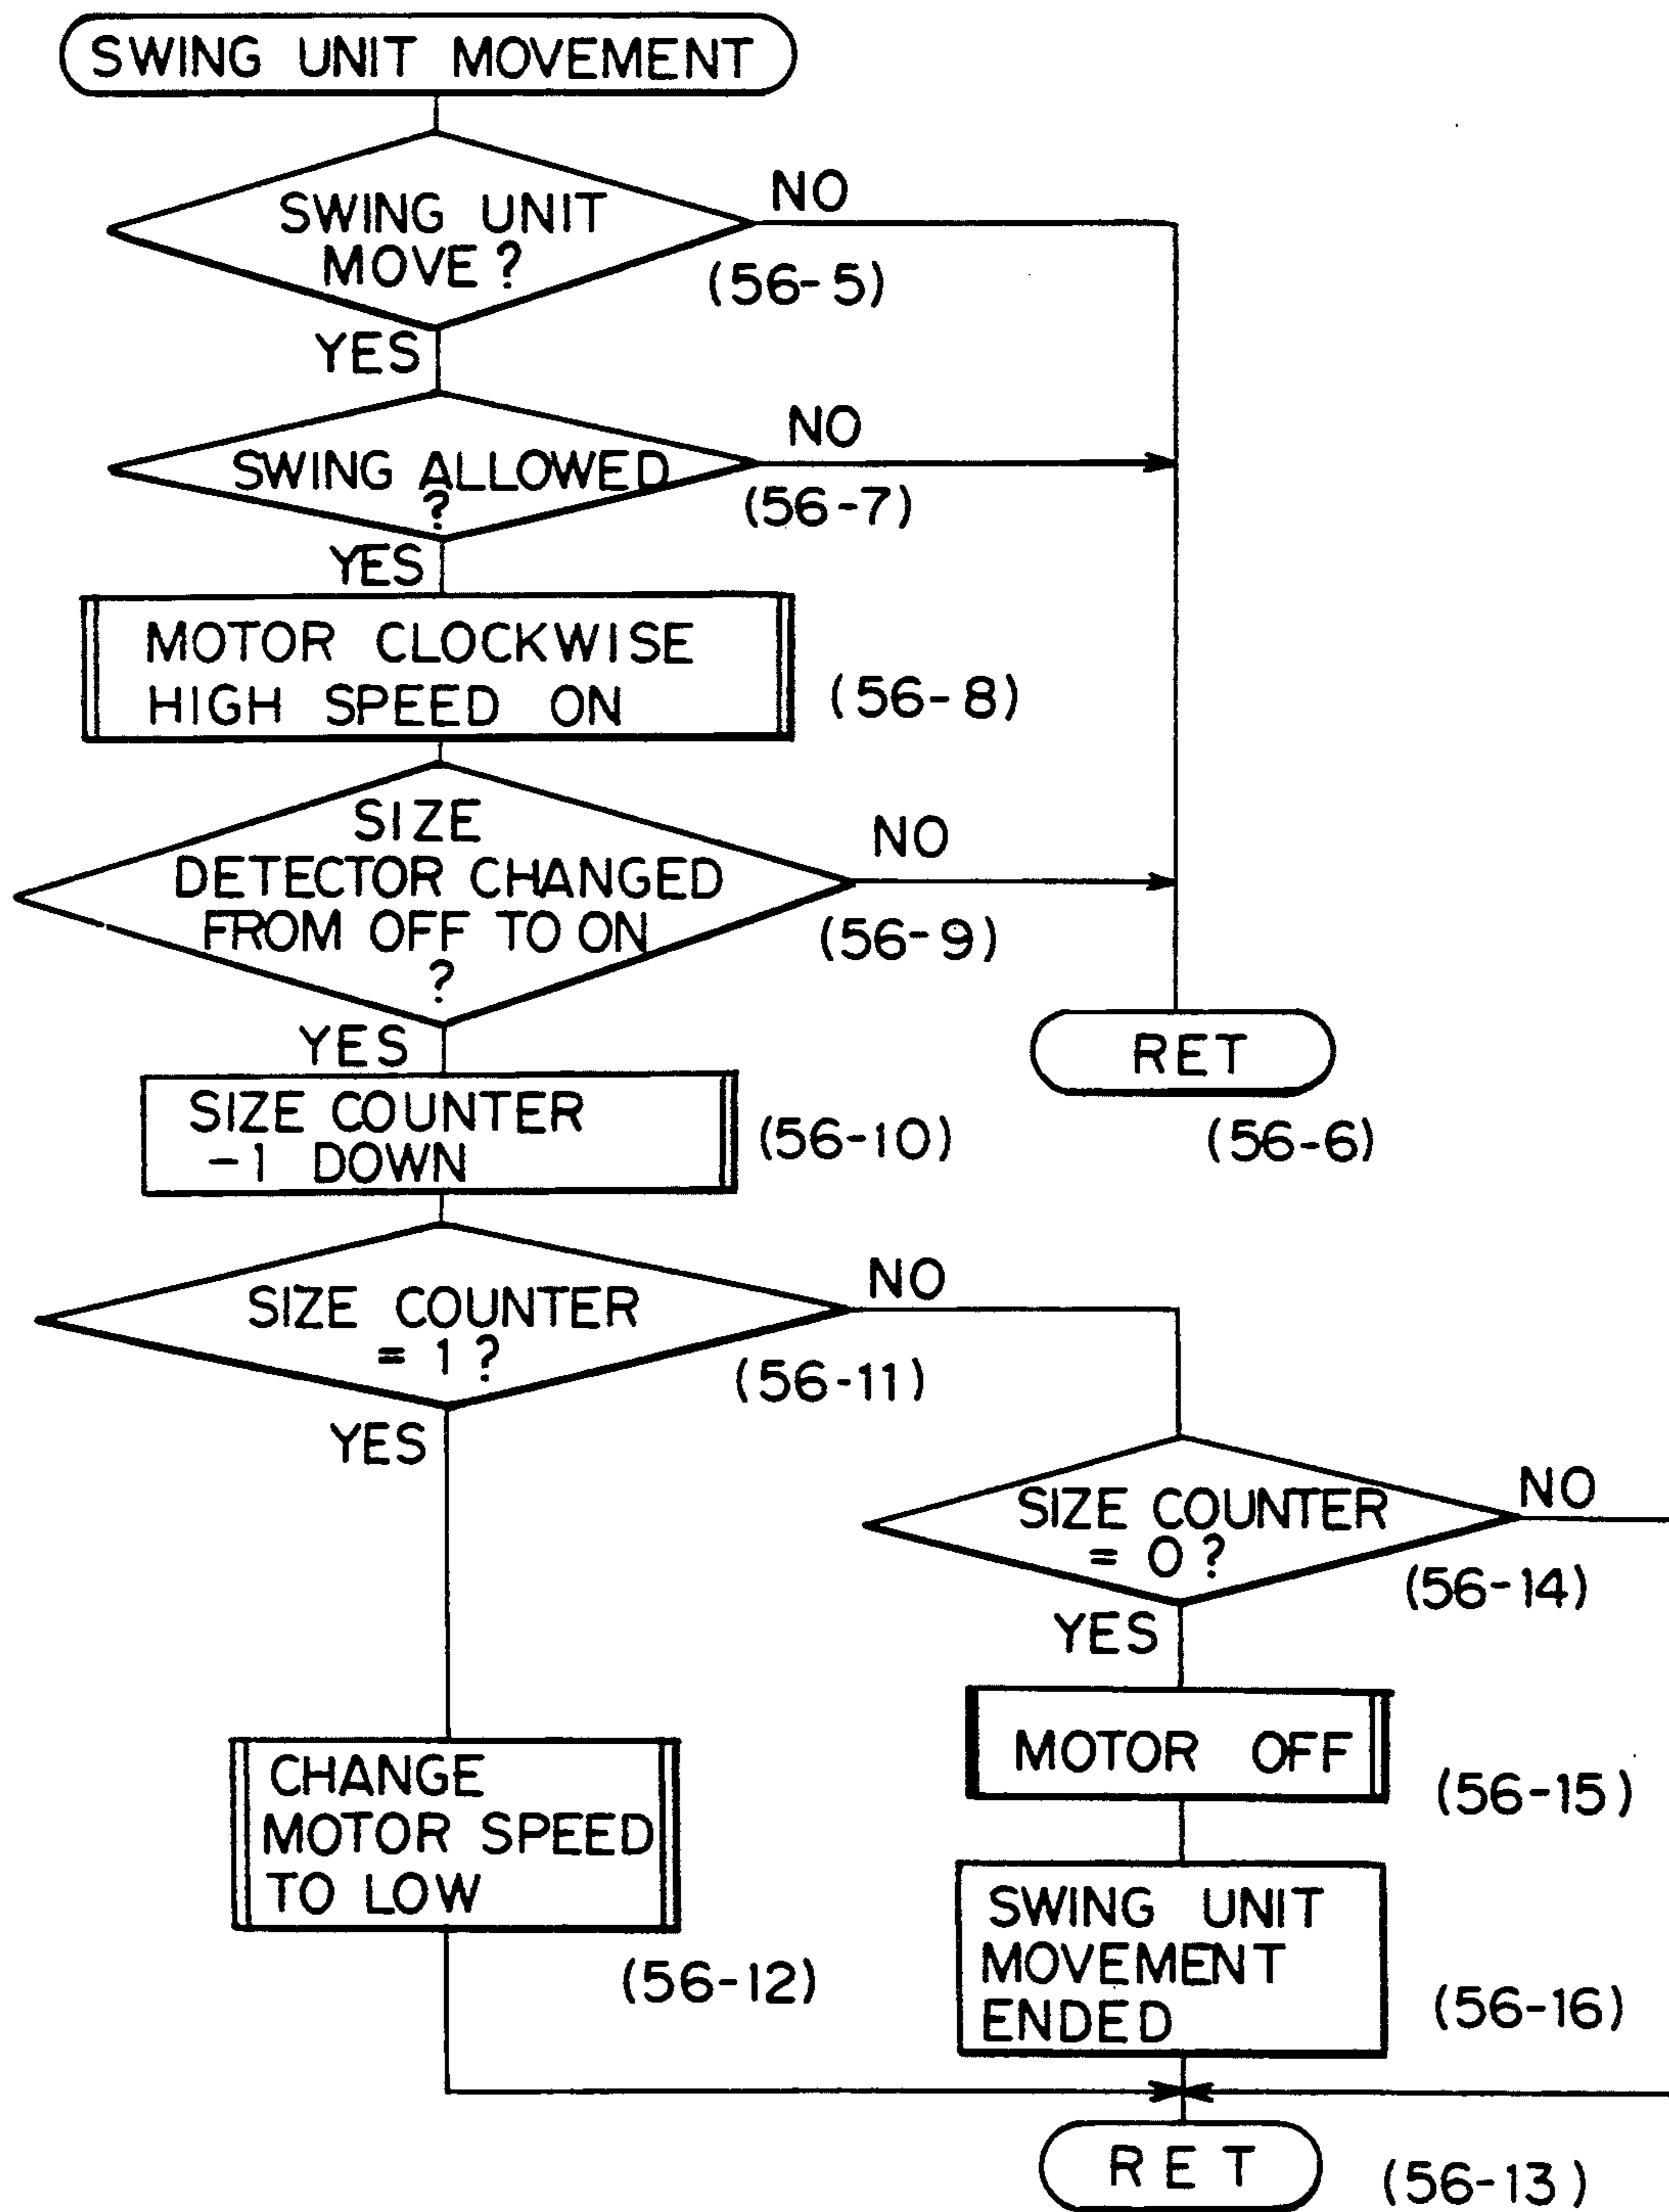 SWING UNIT MOVEMENT
SWING UNIT
MOVE ?
NO
(56-5)
YES
SWING ALLOWED
?
NO
(56-7)
YES
MOTOR CLOCKWISE
HIGH SPEED ON
(56-8)
SIZE
DETECTOR CHANGED
FROM OFF TO ON
?
NO
(56-9)
YES
RET
(56-6)
SIZE COUNTER
-1 DOWN
(56-10)
SIZE COUNTER
= 1 ?
NO
(56-11)
YES
SIZE COUNTER
= 0 ?
NO
(56-14)
YES
MOTOR OFF
(56-15)
CHANGE
MOTOR SPEED
TO LOW
(56-12)
SWING UNIT
MOVEMENT
ENDED
(56-16)
RET
(56-13)